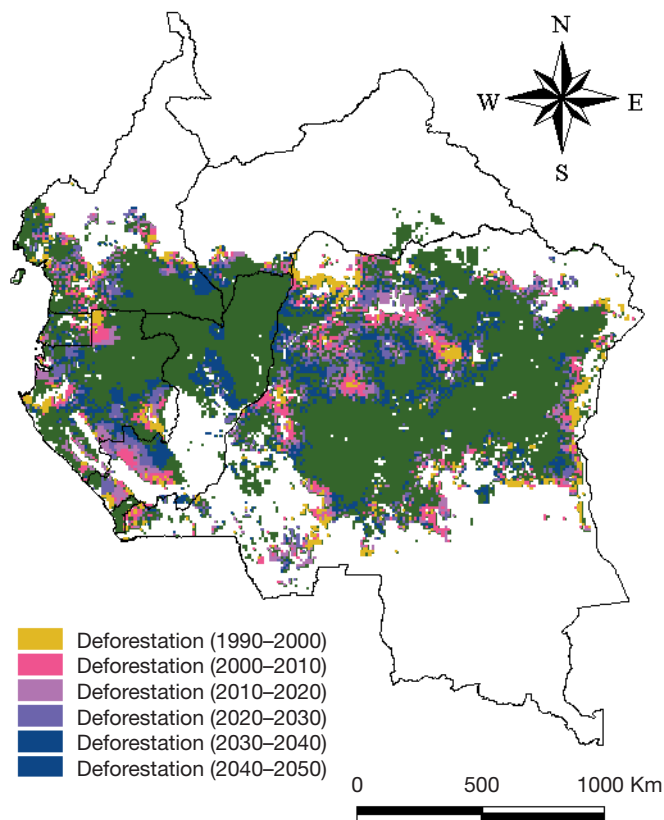 N
W E
S
Deforestation (1990–2000)
Deforestation (2000–2010)
Deforestation (2010–2020)
Deforestation (2020–2030)
Deforestation (2030–2040)
Deforestation (2040–2050)
0 500 1000 Km